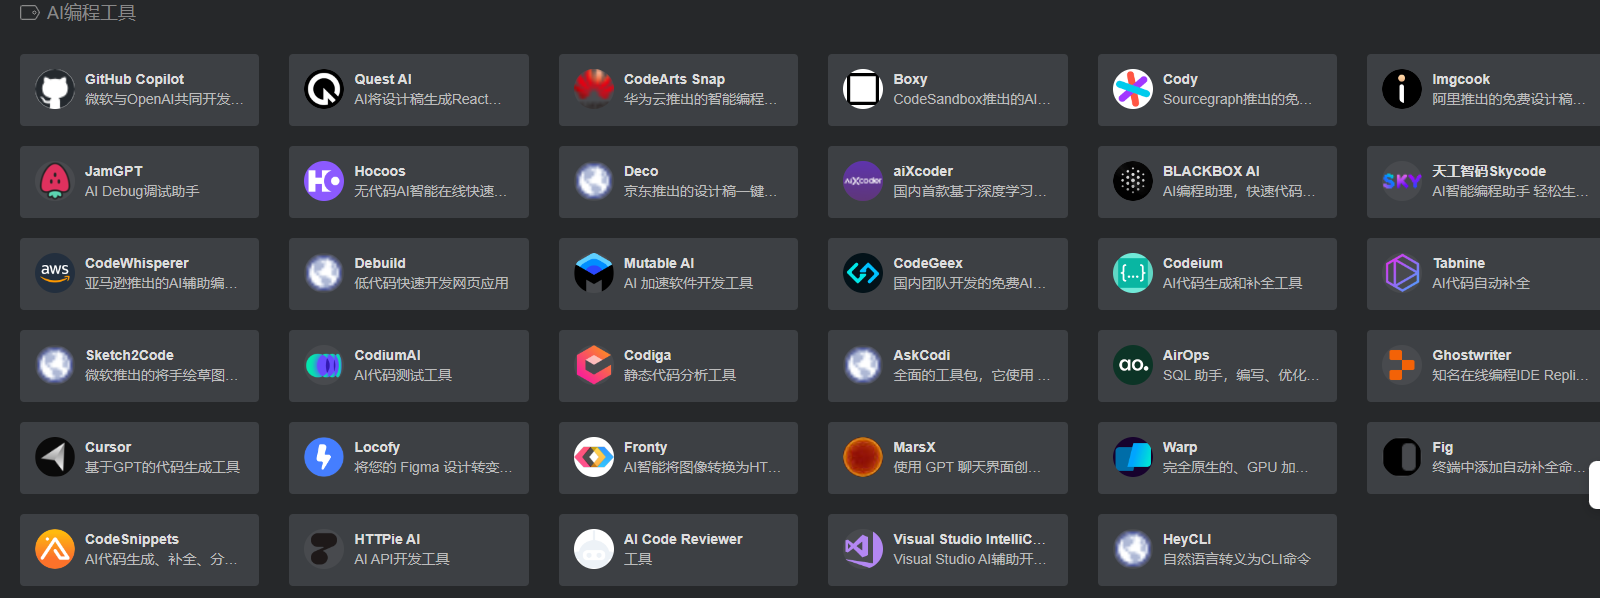 AI编程工具
GitHub Copilot
微软与OpenAI共同开发...
Quest AI
AI将设计稿生成React...
CodeArts Snap
华为云推出的智能编程...
Boxy
CodeSandbox推出的AI...
Cody
Sourcegraph推出的免...
Imgcook
阿里推出的免费设计稿...
JamGPT
AI Debug调试助手
HO
Hocoos
无代码AI智能在线快速...
Deco
京东推出的设计稿一键...
aiXcoder
aiXcoder
国内首款基于深度学习...
BLACKBOX AI
AI编程助理，快速代码...
SKY
天工智码Skycode
AI智能编程助手 轻松生...
aws
CodeWhisperer
亚马逊推出的AI辅助编...
Debuild
低代码快速开发网页应用
Mutable AI
AI 加速软件开发工具
CodeGeex
国内团队开发的免费AI...
{...}
Codeium
AI代码生成和补全工具
Tabnine
AI代码自动补全
Sketch2Code
微软推出的将手绘草图...
CodiumAI
AI代码测试工具
Codiga
静态代码分析工具
AskCodi
全面的工具包，它使用 ...
ao.
AirOps
SQL 助手，编写、优化...
Ghostwriter
知名在线编程IDE Repli...
Cursor
基于GPT的代码生成工具
Locofy
将您的 Figma 设计转变...
Fronty
AI智能将图像转换为HT...
MarsX
使用 GPT 聊天界面创...
Warp
完全原生的、GPU 加...
Fig
终端中添加自动补全命...
CodeSnippets
AI代码生成、补全、分...
HTTPie AI
AI API开发工具
AI Code Reviewer
工具
Visual Studio IntelliC...
Visual Studio AI辅助开...
HeyCLI
自然语言转义为CLI命令